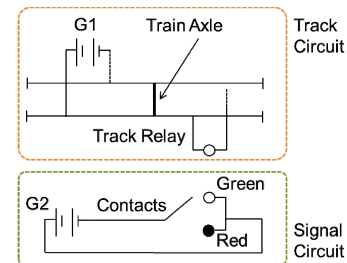 G1
Train Axle
Track
Circuit
Track Relay
Green
G2
Contacts
Red
Signal
Circuit